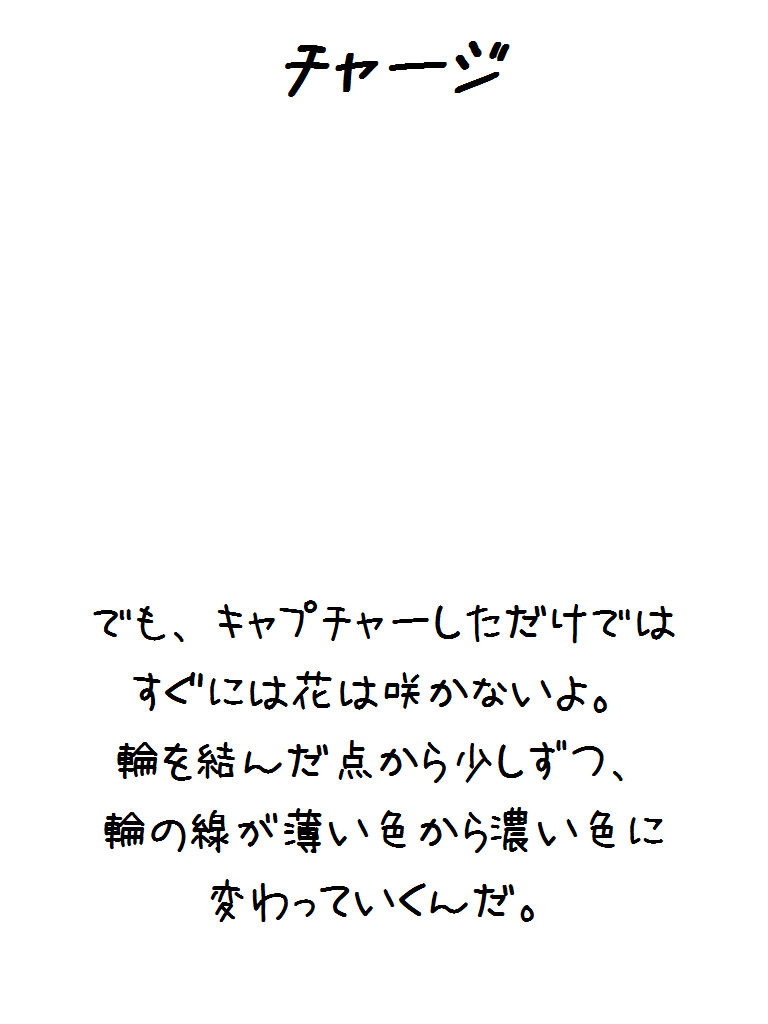 チャージ
でも、キャプチャーしただけでは
すぐには花は咲かないよ。
輪を結んだ点から少しずつ、
輪の線が薄い色から濃い色に
変わっていくんだ。